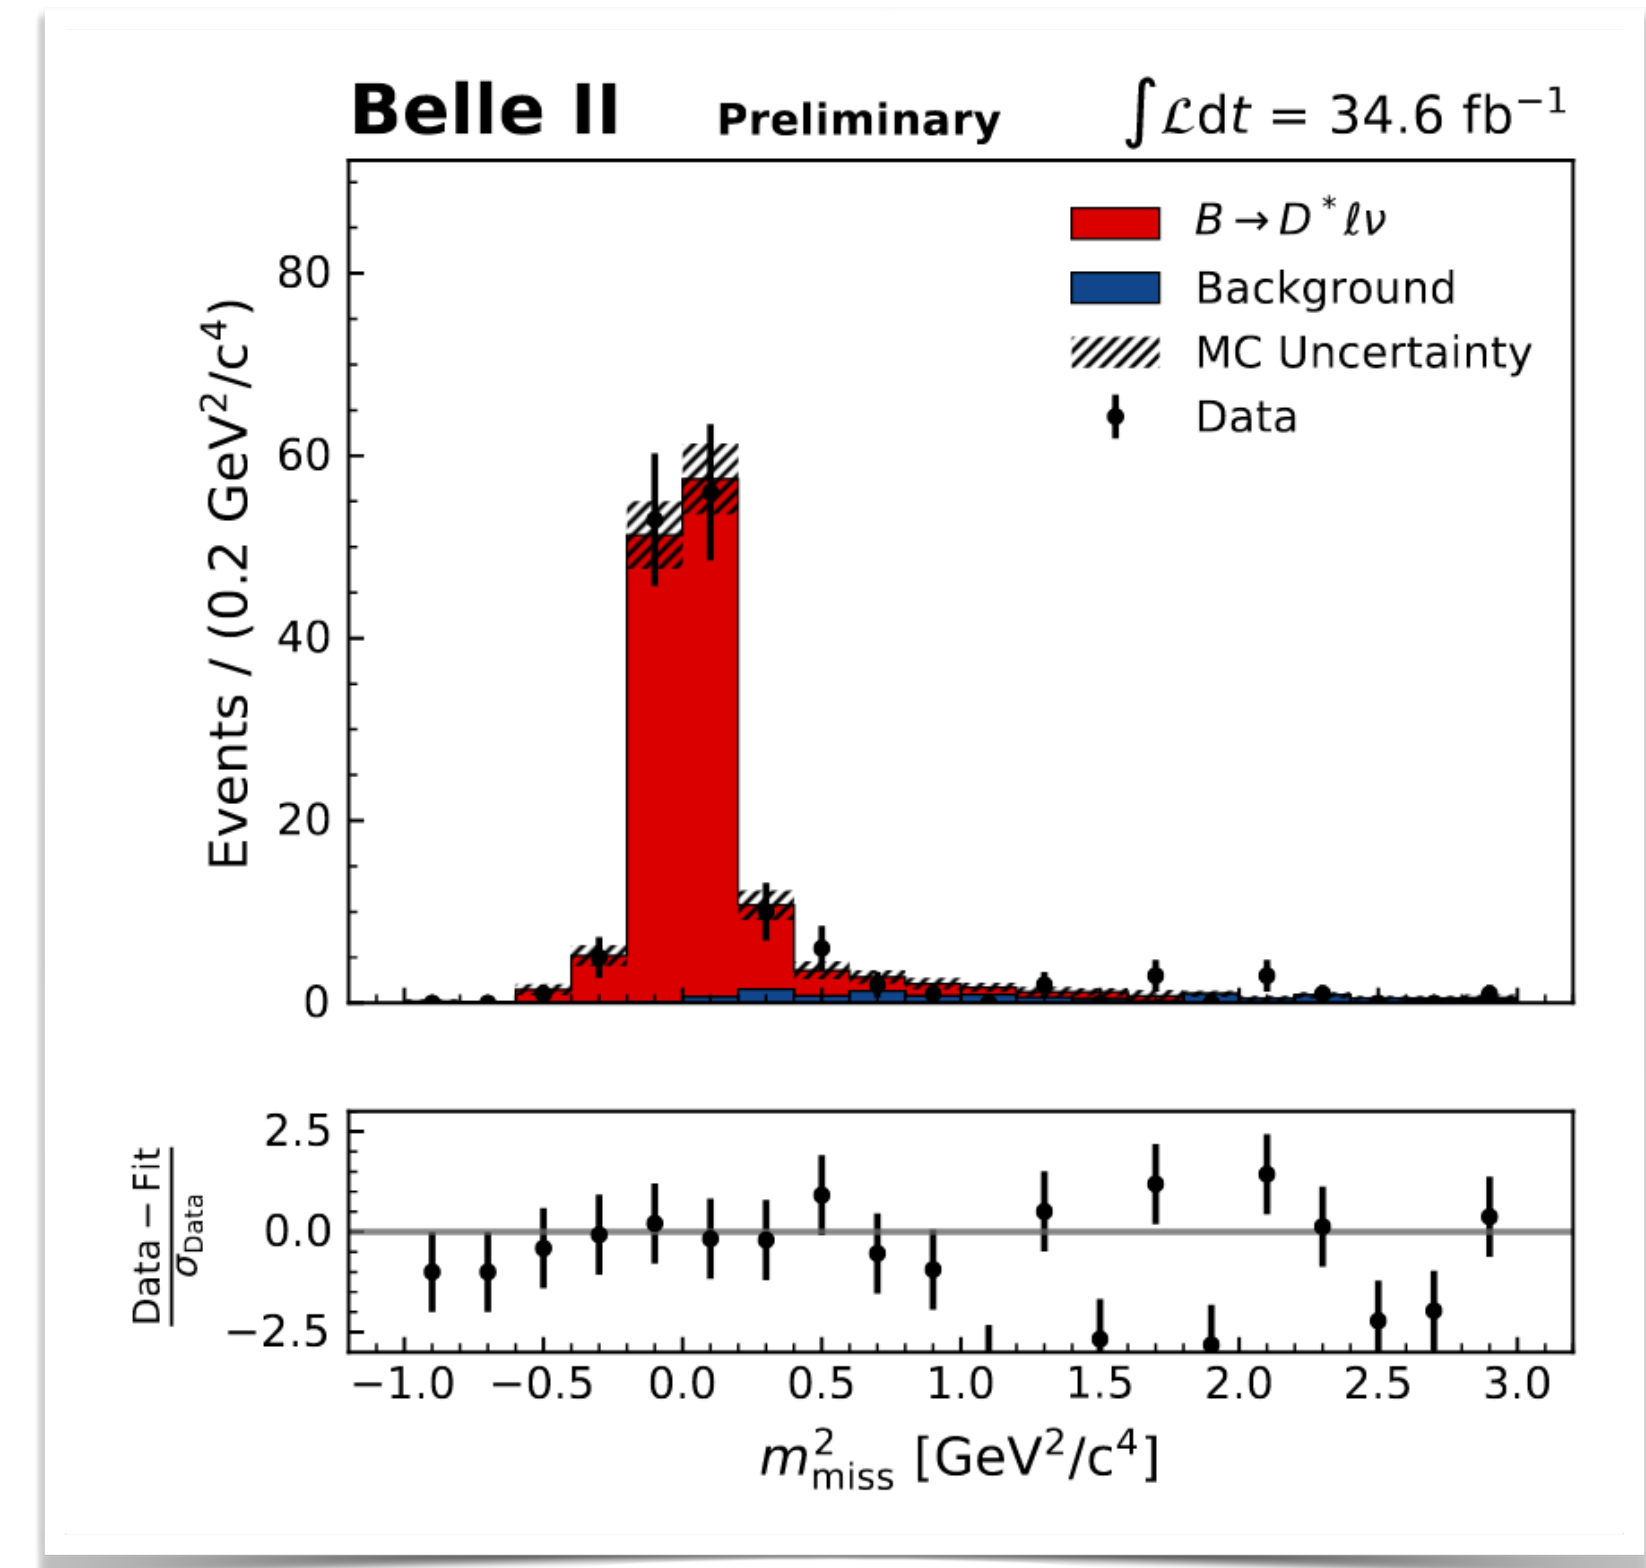 Belle II Preliminary ∫ℒdt = 34.6 fb⁻¹
B → D*ℓν
Background
MC Uncertainty
Data
Events / (0.2 GeV²/c⁴)
80
60
40
20
0
Data − Fit
σ_Data
2.5
0.0
−2.5
−1.0 −0.5 0.0 0.5 1.0 1.5 2.0 2.5 3.0
m²_miss [GeV²/c⁴]